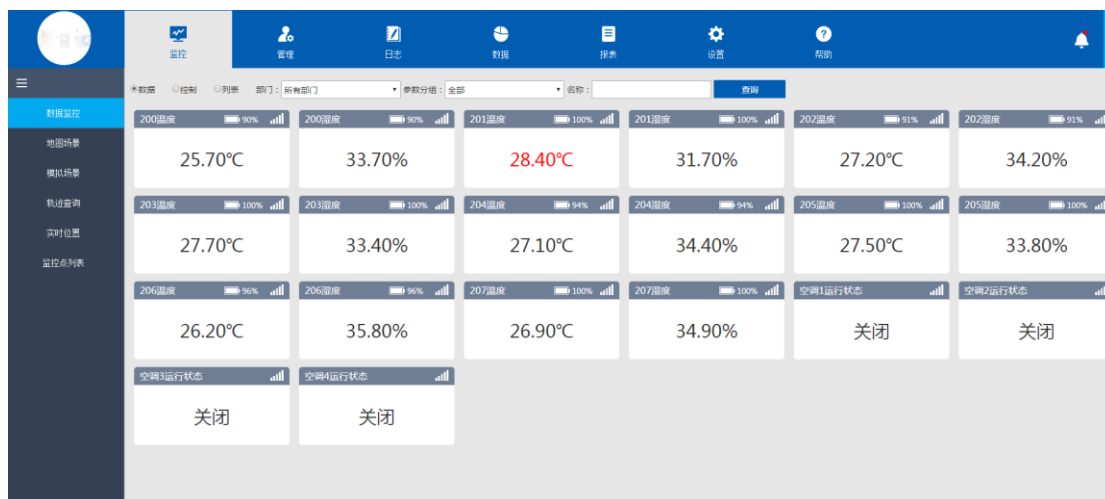 监控 管理 日志 数据 报表 设置 帮助
数据 控制 列表 部门： 所有部门 参数分组： 全部 名称： 查询
数据监控
地图场景
模拟场景
轨迹查询
实时位置
监控点列表
200温度 90% 200湿度 90% 201温度 100% 201湿度 100% 202温度 91% 202湿度 91%
25.70℃ 33.70% 28.40℃ 31.70% 27.20℃ 34.20%
203温度 100% 203湿度 100% 204温度 94% 204湿度 94% 205温度 100% 205湿度 100%
27.70℃ 33.40% 27.10℃ 34.40% 27.50℃ 33.80%
206温度 96% 206湿度 96% 207温度 100% 207湿度 100% 空调1运行状态 空调2运行状态
26.20℃ 35.80% 26.90℃ 34.90% 关闭 关闭
空调3运行状态 空调4运行状态
关闭 关闭